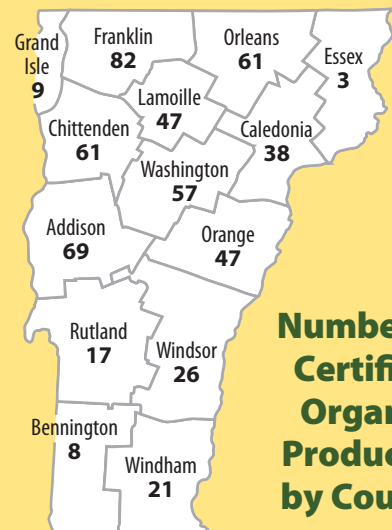 Grand
Isle
9
Franklin
82
Orleans
61
Essex
3
Lamoille
47
Chittenden
61
Caledonia
38
Washington
57
Addison
69
Orange
47
Rutland
17
Windsor
26
Bennington
8
Windham
21